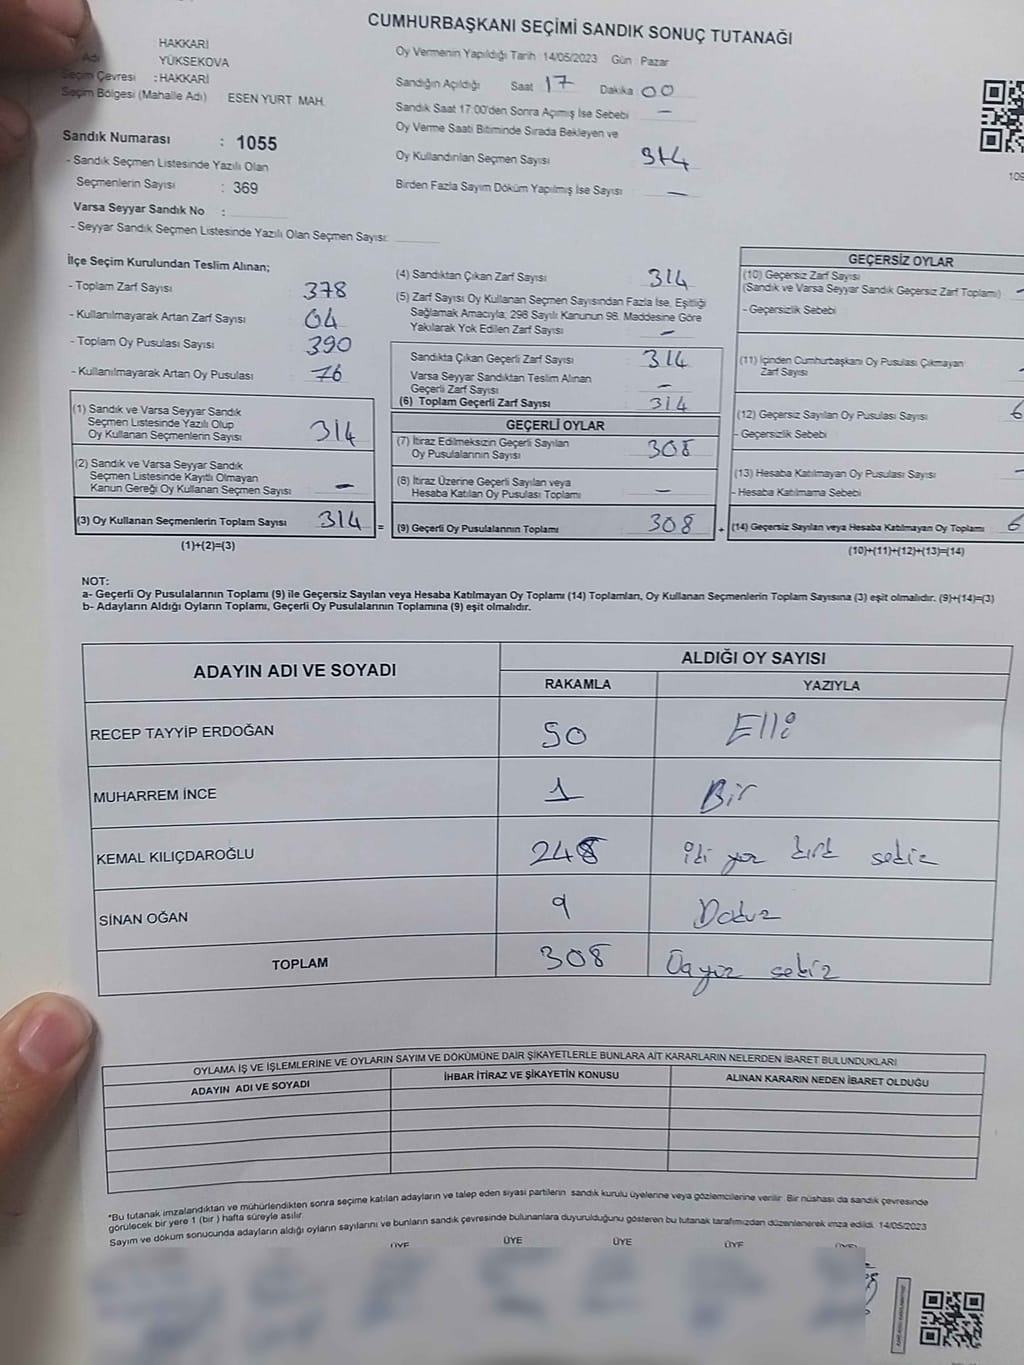 CUMHURBAŞKANI SEÇİMİ SANDIK SONUÇ TUTANAĞI
HAKKARİ
Adı YÜKSEKOVA
Seçim Çevresi : HAKKARİ
Seçim Bölgesi (Mahalle Adı) ESEN YURT MAH.
Sandık Numarası : 1055
- Sandık Seçmen Listesinde Yazılı Olan
Seçmenlerin Sayısı : 369
Varsa Seyyar Sandık No :
- Seyyar Sandık Seçmen Listesinde Yazılı Olan Seçmen Sayısı:
Oy Vermenin Yapıldığı Tarih : 14/05/2023 Gün : Pazar
Sandığın Açıldığı Saat 17 Dakika 00
Sandık Saat 17:00'den Sonra Açımış İse Sebebi —
Oy Verme Saati Bitiminde Sırada Bekleyen ve
Oy Kullandırılan Seçmen Sayısı 314
Birden Fazla Sayım Döküm Yapılmış İse Sayısı —
109
İlçe Seçim Kurulundan Teslim Alınan;
- Toplam Zarf Sayısı 378
- Kullanılmayarak Artan Zarf Sayısı 64
- Toplam Oy Pusulası Sayısı 390
- Kullanılmayarak Artan Oy Pusulası 76
(1) Sandık ve Varsa Seyyar Sandık
Seçmen Listesinde Yazılı Olup
Oy Kullanan Seçmenlerin Sayısı 314
(2) Sandık ve Varsa Seyyar Sandık
Seçmen Listesinde Kayıtlı Olmayan
Kanun Gereği Oy Kullanan Seçmen Sayısı —
(3) Oy Kullanan Seçmenlerin Toplam Sayısı 314 =
(1)+(2)=(3)
(4) Sandıktan Çıkan Zarf Sayısı 314
(5) Zarf Sayısı Oy Kullanan Seçmen Sayısından Fazla İse, Eşitliği
Sağlamak Amacıyla; 298 Sayılı Kanunun 98. Maddesine Göre
Yakılarak Yok Edilen Zarf Sayısı —
Sandıkta Çıkan Geçerli Zarf Sayısı 314
Varsa Seyyar Sandıktan Teslim Alınan
Geçerli Zarf Sayısı —
(6) Toplam Geçerli Zarf Sayısı 314
GEÇERLİ OYLAR
(7) İtiraz Edilmeksizin Geçerli Sayılan
Oy Pusulalarının Sayısı 308
(8) İtiraz Üzerine Geçerli Sayılan veya
Hesaba Katılan Oy Pusulası Toplamı —
(9) Geçerli Oy Pusulalarının Toplamı 308 +
GEÇERSİZ OYLAR
(10) Geçersiz Zarf Sayısı
(Sandık ve Varsa Seyyar Sandık Geçersiz Zarf Toplamı)
- Geçersizlik Sebebi
(11) İçinden Cumhurbaşkanı Oy Pusulası Çıkmayan
Zarf Sayısı
(12) Geçersiz Sayılan Oy Pusulası Sayısı 6
- Geçersizlik Sebebi
(13) Hesaba Katılmayan Oy Pusulası Sayısı
- Hesaba Katılmama Sebebi
(14) Geçersiz Sayılan veya Hesaba Katılmayan Oy Toplamı 6
(10)+(11)+(12)+(13)=(14)
NOT:
a- Geçerli Oy Pusulalarının Toplamı (9) ile Geçersiz Sayılan veya Hesaba Katılmayan Oy Toplamı (14) Toplamları, Oy Kullanan Seçmenlerin Toplam Sayısına (3) eşit olmalıdır. (9)+(14)=(3)
b- Adayların Aldığı Oyların Toplamı, Geçerli Oy Pusulalarının Toplamına (9) eşit olmalıdır.
ADAYIN ADI VE SOYADI ALDIĞI OY SAYISI
RAKAMLA YAZIYLA
RECEP TAYYİP ERDOĞAN 50 Elli
MUHARREM İNCE 1 Bir
KEMAL KILIÇDAROĞLU 248 iki yüz kırk sekiz
SİNAN OĞAN 9 Dokuz
TOPLAM 308 Üçyüz sekiz
OYLAMA İŞ VE İŞLEMLERİNE VE OYLARIN SAYIM VE DÖKÜMÜNE DAİR ŞİKAYETLERLE BUNLARA AİT KARARLARIN NELERDEN İBARET BULUNDUKLARI
ADAYIN ADI VE SOYADI İHBAR İTİRAZ VE ŞİKAYETİN KONUSU ALINAN KARARIN NEDEN İBARET OLDUĞU
*Bu tutanak imzalandıktan ve mühürlendikten sonra seçime katılan adayların ve talep eden siyasi partilerin sandık kurulu üyelerine veya gözlemcilerine verilir. Bir nüshası da sandık çevresinde
görülecek bir yere 1 (bir) hafta süreyle asılır.
Sayım ve döküm sonucunda adayların aldığı oyların sayılarını ve bunların sandık çevresinde bulunanlara duyurulduğunu gösteren bu tutanak tarafımızdan düzenlenerek imza edildi. 14/05/2023
ÜYE ÜYE ÜYE ÜYE ÜYE